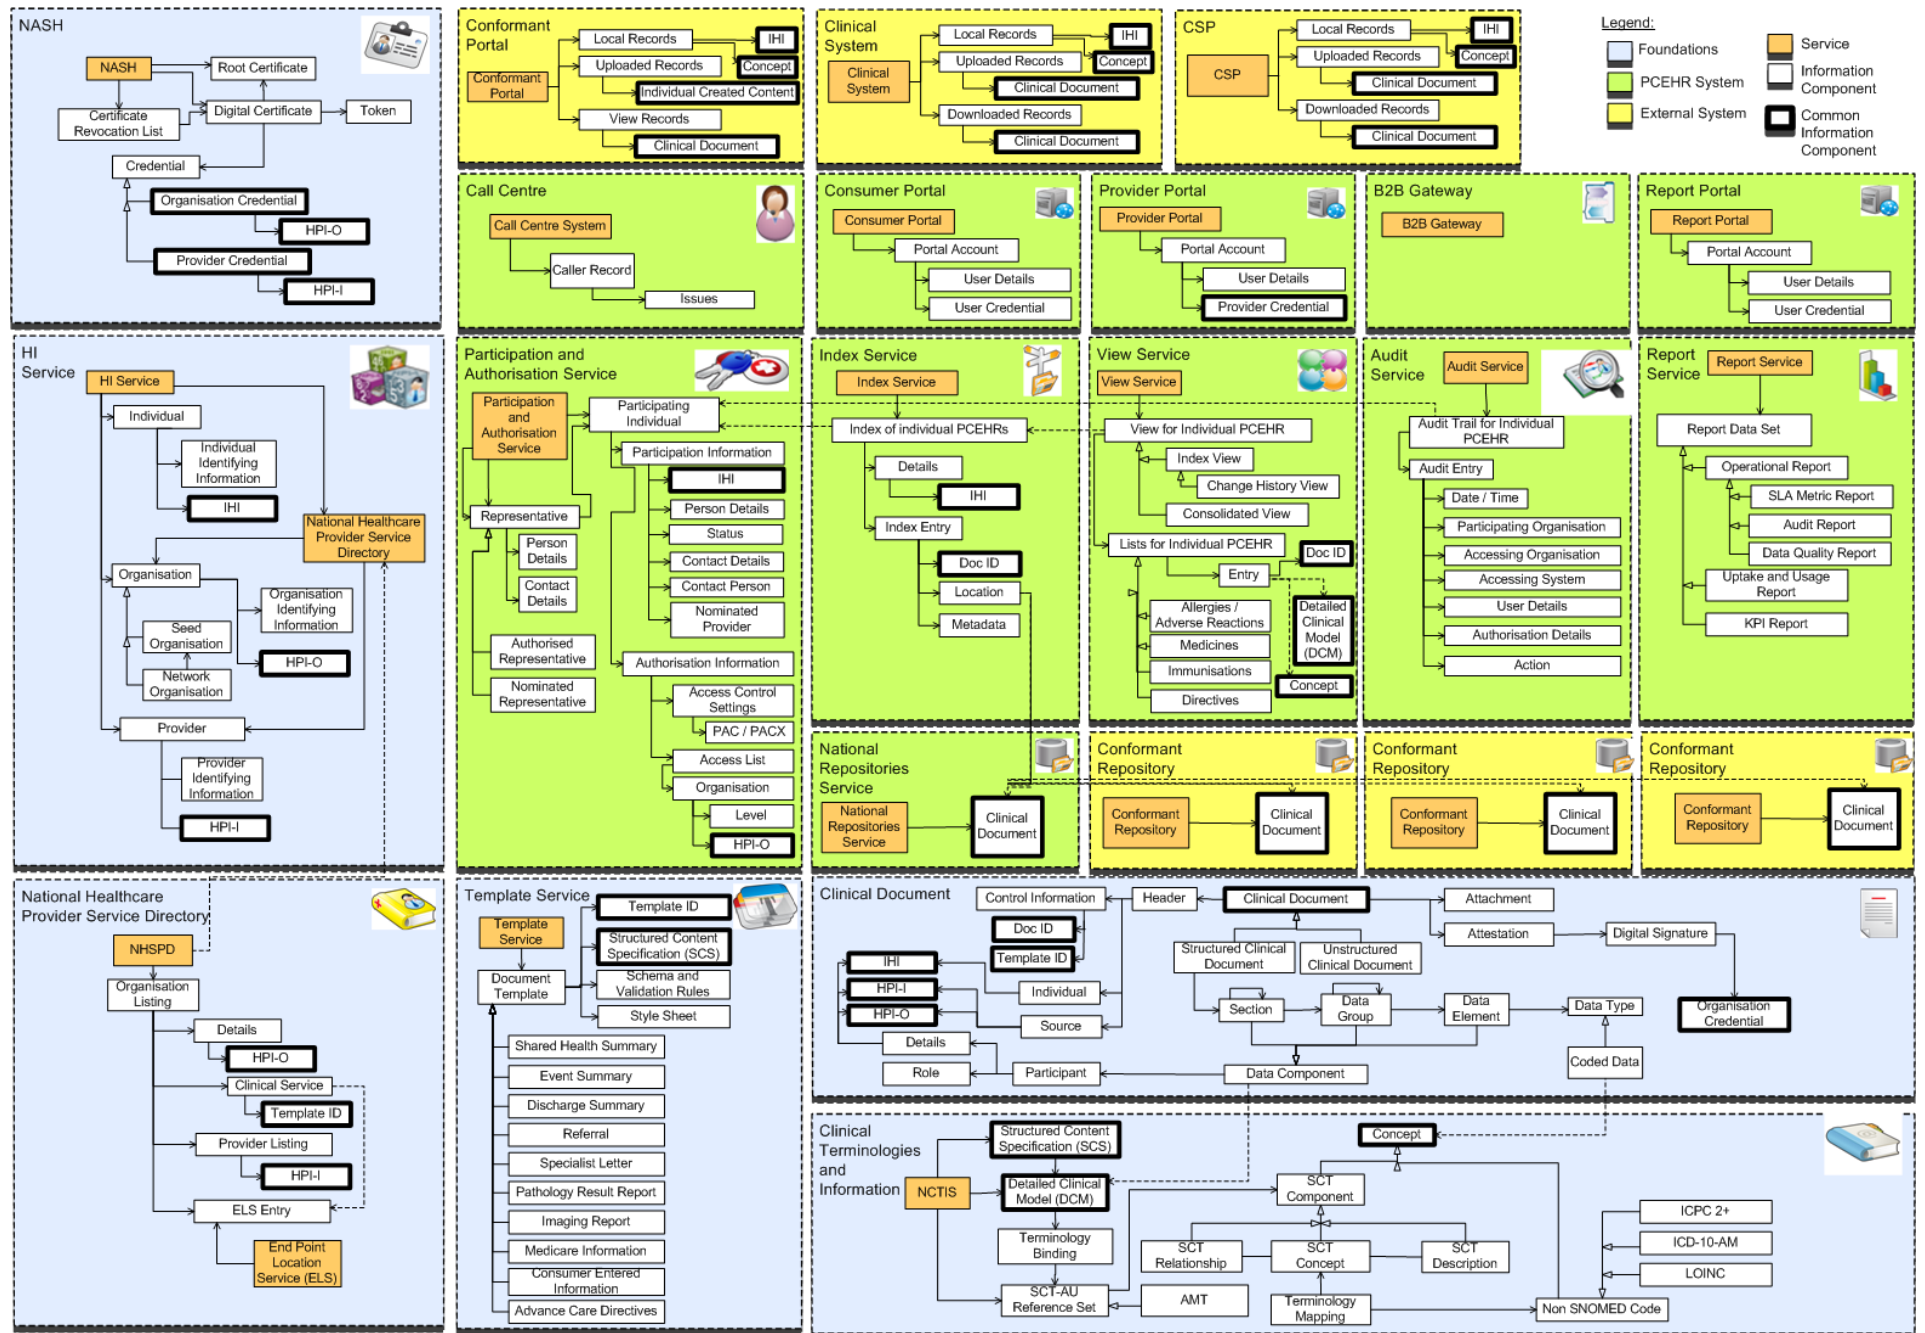 NASH
NASH
Root Certificate
Digital Certificate
Token
Certificate
Revocation List
Credential
Organisation Credential
HPI-O
Provider Credential
HPI-I
Conformant
Portal
Conformant
Portal
Local Records
IHI
Concept
Uploaded Records
Individual Created Content
View Records
Clinical Document
Clinical
System
Clinical
System
Local Records
IHI
Concept
Uploaded Records
Clinical Document
Downloaded Records
Clinical Document
CSP
CSP
Local Records
IHI
Concept
Uploaded Records
Clinical Document
Downloaded Records
Clinical Document
Legend:
Foundations
PCEHR System
External System
Service
Information
Component
Common
Information
Component
Call Centre
Call Centre System
Caller Record
Issues
Consumer Portal
Consumer Portal
Portal Account
User Details
User Credential
Provider Portal
Provider Portal
Portal Account
User Details
Provider Credential
B2B Gateway
B2B Gateway
Report Portal
Report Portal
Portal Account
User Details
User Credential
HI
Service
HI Service
Individual
Individual
Identifying
Information
IHI
National Healthcare
Provider Service
Directory
Organisation
Organisation
Identifying
Information
Seed
Organisation
HPI-O
Network
Organisation
Provider
Provider
Identifying
Information
HPI-I
Participation and
Authorisation Service
Participation
and
Authorisation
Service
Participating
Individual
Participation Information
IHI
Person Details
Status
Contact Details
Contact Person
Nominated
Provider
Representative
Person
Details
Contact
Details
Authorised
Representative
Nominated
Representative
Authorisation Information
Access Control
Settings
PAC / PACX
Access List
Organisation
Level
HPI-O
Index Service
Index Service
Index of individual PCEHRs
Details
IHI
Index Entry
Doc ID
Location
Metadata
View Service
View Service
View for Individual PCEHR
Index View
Change History View
Consolidated View
Lists for Individual PCEHR
Doc ID
Entry
Allergies /
Adverse Reactions
Medicines
Immunisations
Directives
Detailed
Clinical
Model
(DCM)
Concept
Audit
Service
Audit Service
Audit Trail for Individual
PCEHR
Audit Entry
Date / Time
Participating Organisation
Accessing Organisation
Accessing System
User Details
Authorisation Details
Action
Report
Service
Report Service
Report Data Set
Operational Report
SLA Metric Report
Audit Report
Data Quality Report
Uptake and Usage
Report
KPI Report
National
Repositories
Service
National
Repositories
Service
Clinical
Document
Conformant
Repository
Conformant
Repository
Clinical
Document
Conformant
Repository
Conformant
Repository
Clinical
Document
Conformant
Repository
Conformant
Repository
Clinical
Document
National Healthcare
Provider Service Directory
NHSPD
Organisation
Listing
Details
HPI-O
Clinical Service
Template ID
Provider Listing
HPI-I
ELS Entry
End Point
Location
Service (ELS)
Template Service
Template
Service
Document
Template
Template ID
Structured Content
Specification (SCS)
Schema and
Validation Rules
Style Sheet
Shared Health Summary
Event Summary
Discharge Summary
Referral
Specialist Letter
Pathology Result Report
Imaging Report
Medicare Information
Consumer Entered
Information
Advance Care Directives
Clinical Document
Control Information
Header
Clinical Document
Attachment
Doc ID
Template ID
Attestation
Digital Signature
Structured Clinical
Document
Unstructured
Clinical Document
IHI
HPI-I
HPI-O
Individual
Source
Section
Data
Group
Data
Element
Data Type
Organisation
Credential
Details
Role
Participant
Data Component
Coded Data
Clinical
Terminologies
and
Information
NCTIS
Structured Content
Specification (SCS)
Detailed Clinical
Model (DCM)
Terminology
Binding
SCT-AU
Reference Set
AMT
Concept
SCT
Component
SCT
Relationship
SCT
Concept
SCT
Description
Terminology
Mapping
Non SNOMED Code
ICPC 2+
ICD-10-AM
LOINC